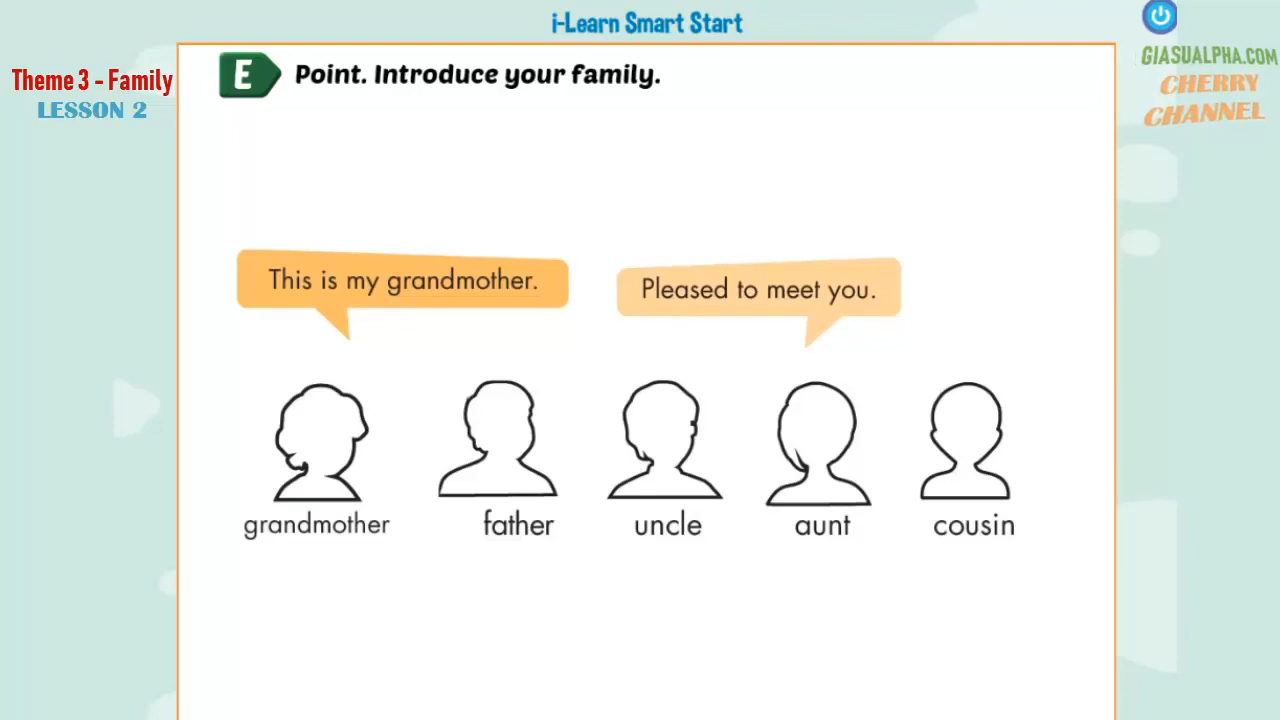 i-Learn Smart Start
GIASUALPHA.COM
CHERRY
CHANNEL
Theme 3 - Family
LESSON 2
E Point. Introduce your family.
This is my grandmother.
Pleased to meet you.
grandmother father uncle aunt cousin